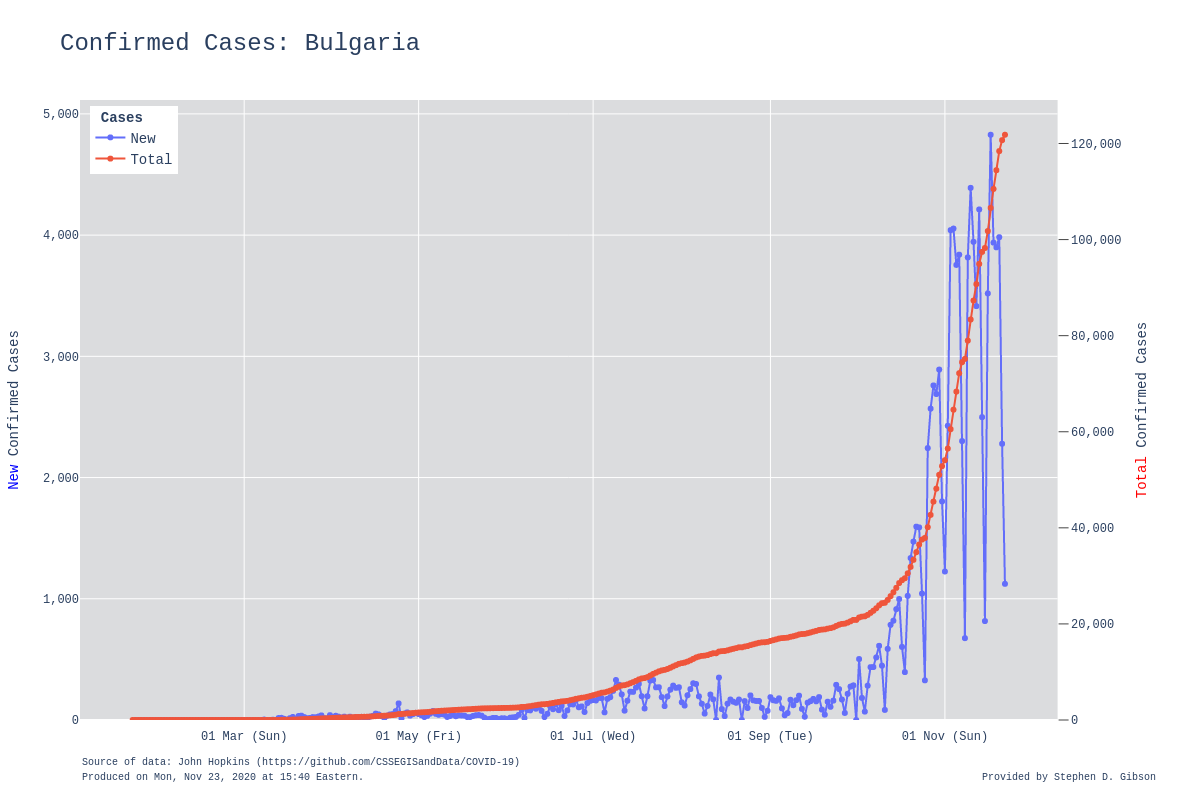 Confirmed Cases: Bulgaria
Cases
New
Total
5,000
4,000
3,000
2,000
1,000
0
120,000
100,000
80,000
60,000
40,000
20,000
0
New Confirmed Cases
Total Confirmed Cases
01 Mar (Sun)
01 May (Fri)
01 Jul (Wed)
01 Sep (Tue)
01 Nov (Sun)
Source of data: John Hopkins (https://github.com/CSSEGISandData/COVID-19)
Produced on Mon, Nov 23, 2020 at 15:40 Eastern.
Provided by Stephen D. Gibson